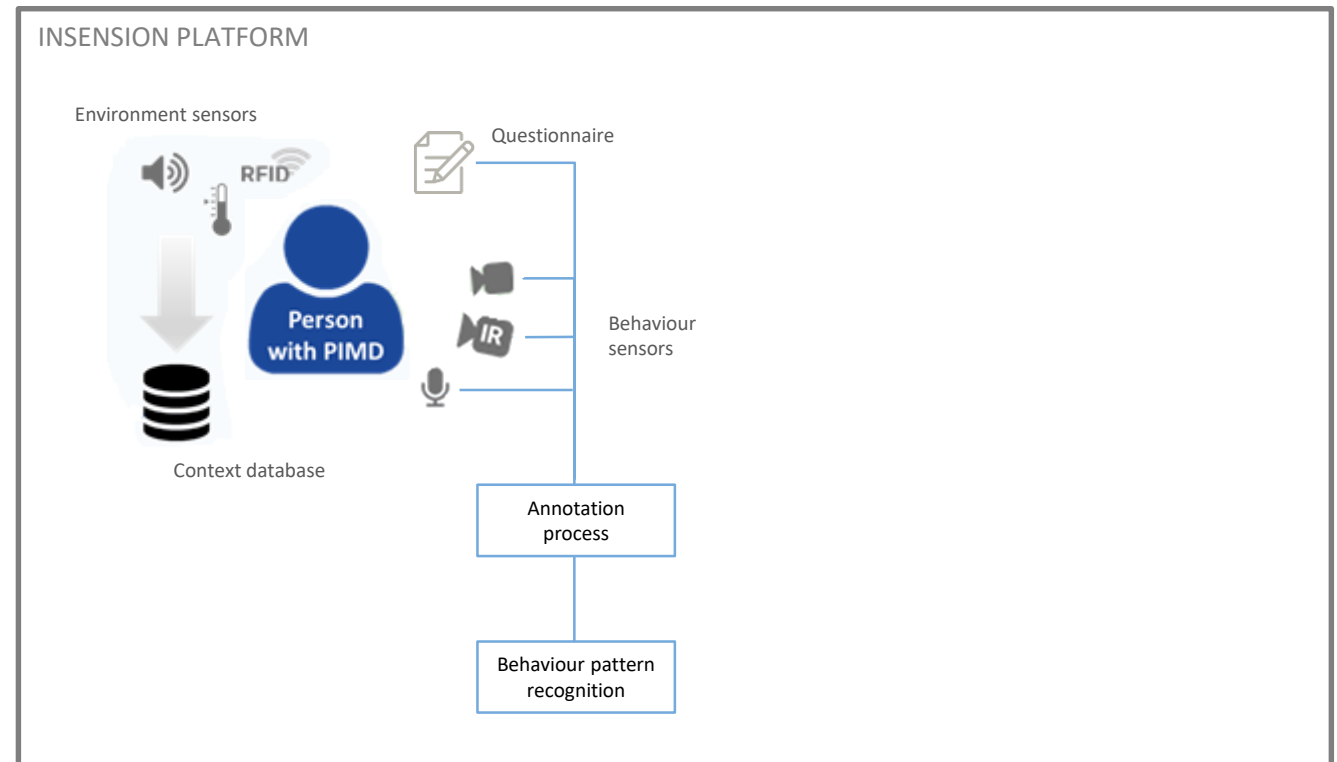 INSENSION PLATFORM
Environment sensors
Questionnaire
RFID
Person
with PIMD
IR
Behaviour
sensors
Context database
Annotation
process
Behaviour pattern
recognition